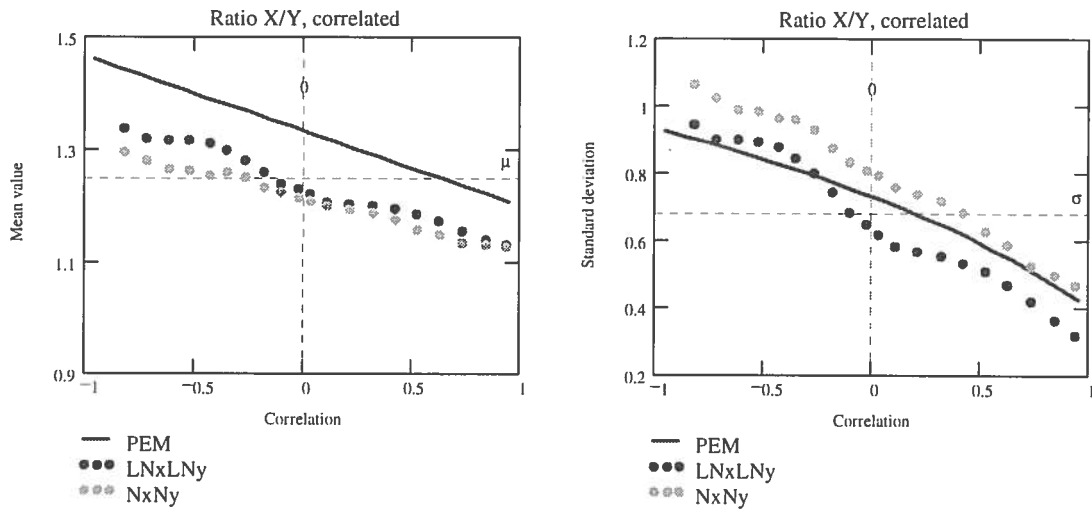 Ratio X/Y, correlated
1.5
1.3
1.1
0.9
Mean value
0
μ
−1
−0.5
0
0.5
1
Correlation
PEM
LNxLNy
NxNy
Ratio X/Y, correlated
1.2
1
0.8
0.6
0.4
0.2
Standard deviation
0
σ
−1
−0.5
0
0.5
1
Correlation
PEM
LNxLNy
NxNy